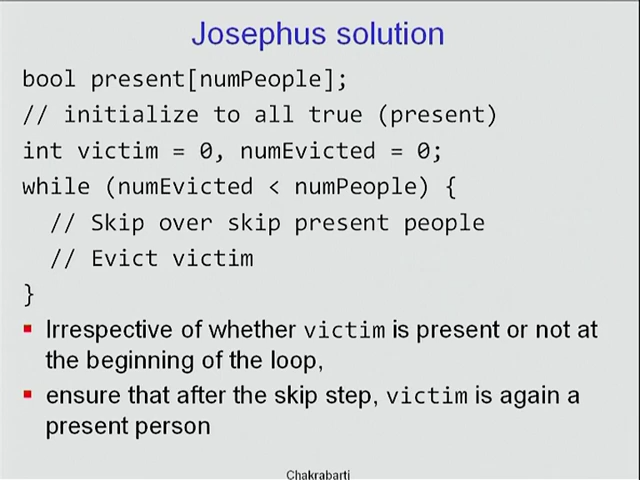 Josephus solution
bool present[numPeople];
// initialize to all true (present)
int victim = 0, numEvicted = 0;
while (numEvicted < numPeople) {
// Skip over skip present people
// Evict victim
}
Irrespective of whether victim is present or not at
the beginning of the loop,
ensure that after the skip step, victim is again a
present person
Chakrabarti